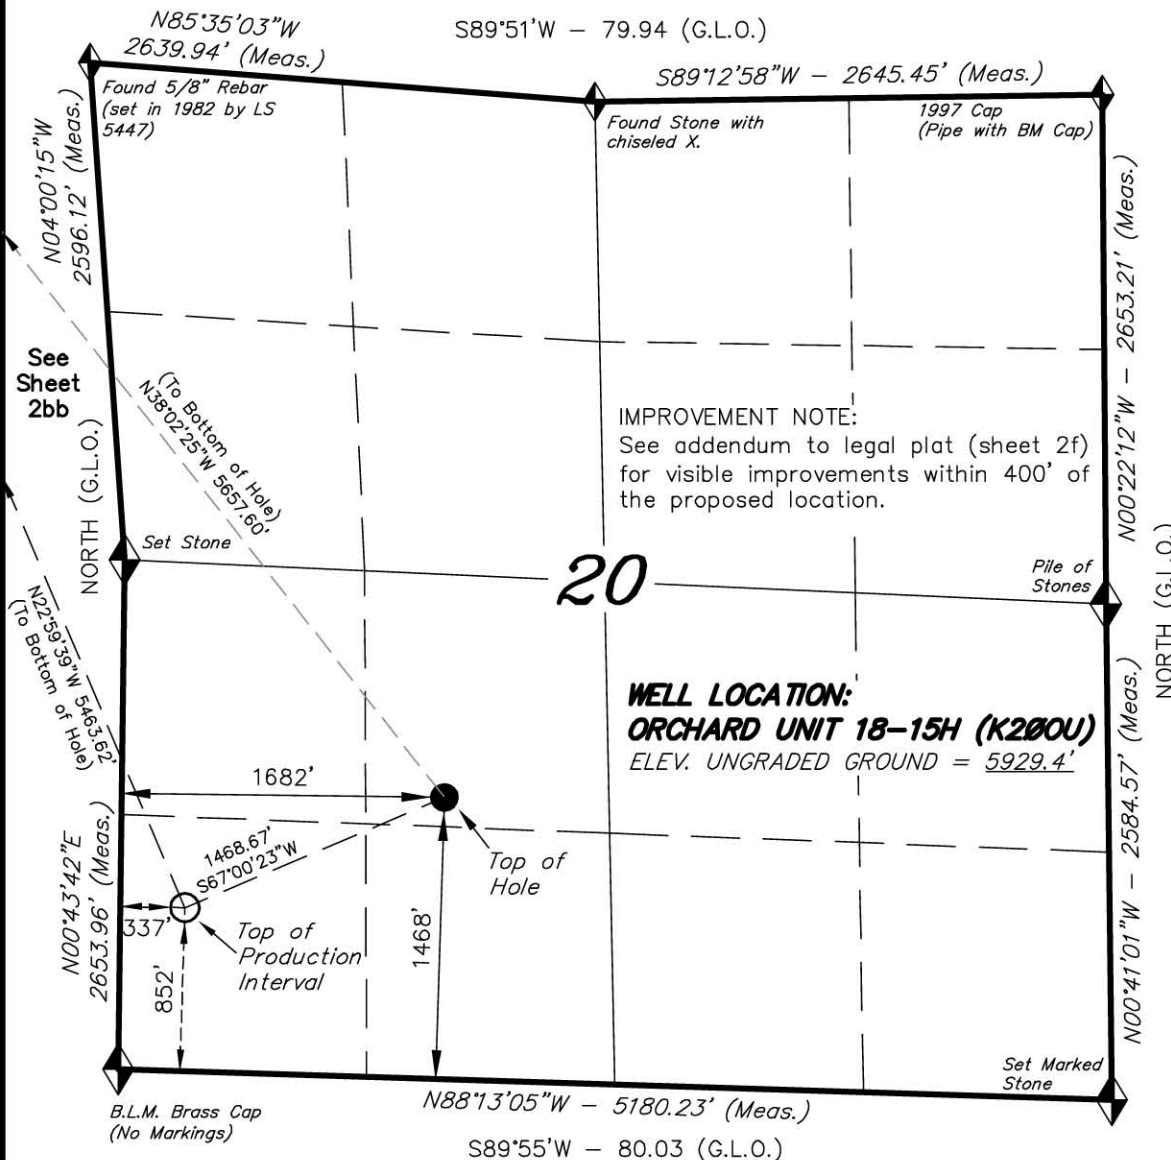 N85°35'03"W
2639.94' (Meas.)
S89°51'W – 79.94 (G.L.O.)
S89°12'58"W – 2645.45' (Meas.)
Found 5/8" Rebar
(set in 1982 by LS
5447)
Found Stone with
chiseled X.
1997 Cap
(Pipe with BM Cap)
N04°00'15"W
2596.12' (Meas.)
N00°22'12"W – 2653.21' (Meas.)
See
Sheet
2bb
(To Bottom of Hole)
N38°02'25"W 5657.60'
IMPROVEMENT NOTE:
See addendum to legal plat (sheet 2f)
for visible improvements within 400' of
the proposed location.
NORTH (G.L.O.)
Set Stone
20
Pile of
Stones
NORTH (G.L.O.)
N22°59'39"W 5463.62'
(To Bottom of Hole)
WELL LOCATION:
ORCHARD UNIT 18–15H (K20OU)
ELEV. UNGRADED GROUND = 5929.4'
1682'
1468.67'
S67°00'23"W
Top of
Hole
N00°43'42"E
2653.96' (Meas.)
337'
Top of
Production
Interval
852'
1468'
N00°41'01"W – 2584.57' (Meas.)
Set Marked
Stone
B.L.M. Brass Cap
(No Markings)
N88°13'05"W – 5180.23' (Meas.)
S89°55'W – 80.03 (G.L.O.)